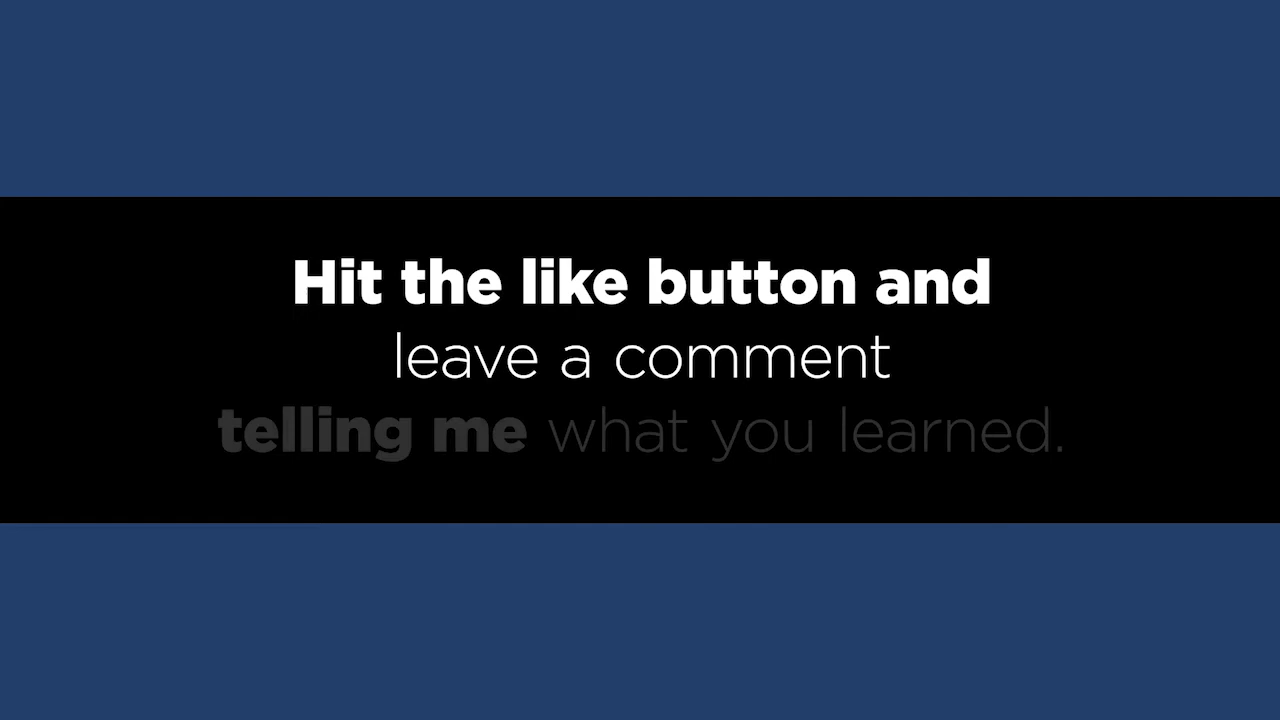 Hit the like button and
leave a comment
telling me what you learned.